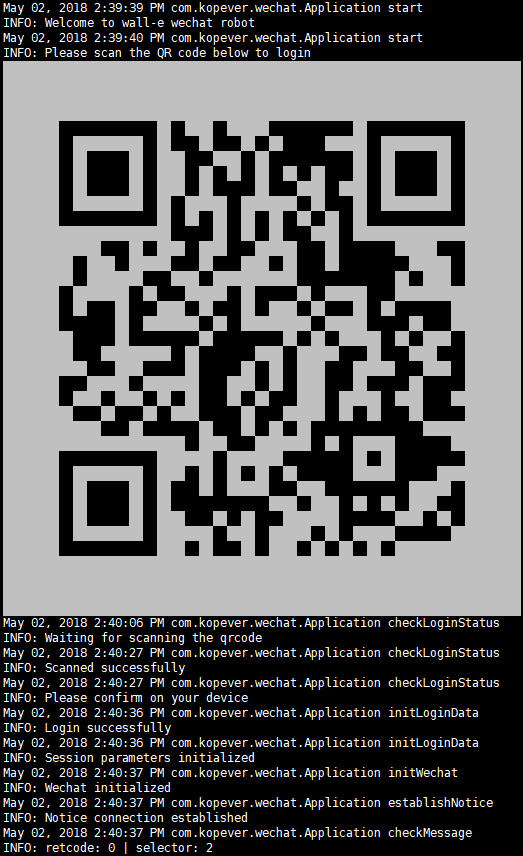 May 02, 2018 2:39:39 PM com.kopever.wechat.Application start
INFO: Welcome to wall-e wechat robot
May 02, 2018 2:39:40 PM com.kopever.wechat.Application start
INFO: Please scan the QR code below to login
May 02, 2018 2:40:06 PM com.kopever.wechat.Application checkLoginStatus
INFO: Waiting for scanning the qrcode
May 02, 2018 2:40:27 PM com.kopever.wechat.Application checkLoginStatus
INFO: Scanned successfully
May 02, 2018 2:40:27 PM com.kopever.wechat.Application checkLoginStatus
INFO: Please confirm on your device
May 02, 2018 2:40:36 PM com.kopever.wechat.Application initLoginData
INFO: Login successfully
May 02, 2018 2:40:36 PM com.kopever.wechat.Application initLoginData
INFO: Session parameters initialized
May 02, 2018 2:40:37 PM com.kopever.wechat.Application initWechat
INFO: Wechat initialized
May 02, 2018 2:40:37 PM com.kopever.wechat.Application establishNotice
INFO: Notice connection established
May 02, 2018 2:40:37 PM com.kopever.wechat.Application checkMessage
INFO: retcode: 0 | selector: 2